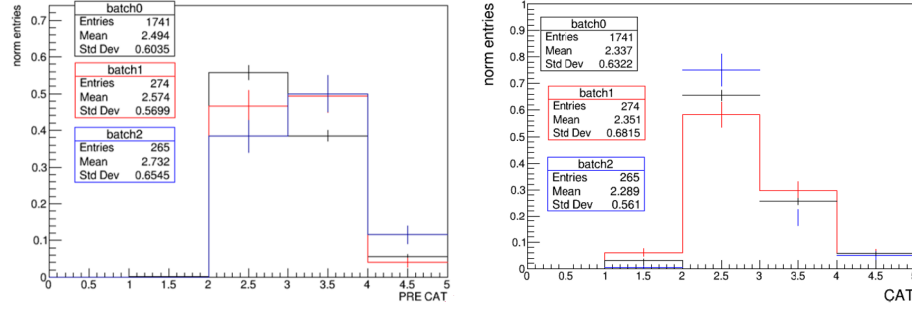 norm entries
0.7
0.6
0.5
0.4
0.3
0.2
0.1
0
batch0
Entries 1741
Mean 2.494
Std Dev 0.6035
batch1
Entries 274
Mean 2.574
Std Dev 0.5699
batch2
Entries 265
Mean 2.732
Std Dev 0.6545
0 0.5 1 1.5 2 2.5 3 3.5 4 4.5 5
PRE CAT
norm entries
1
0.9
0.8
0.7
0.6
0.5
0.4
0.3
0.2
0.1
0
batch0
Entries 1741
Mean 2.337
Std Dev 0.6322
batch1
Entries 274
Mean 2.351
Std Dev 0.6815
batch2
Entries 265
Mean 2.289
Std Dev 0.561
0 0.5 1 1.5 2 2.5 3 3.5 4 4.5
CAT